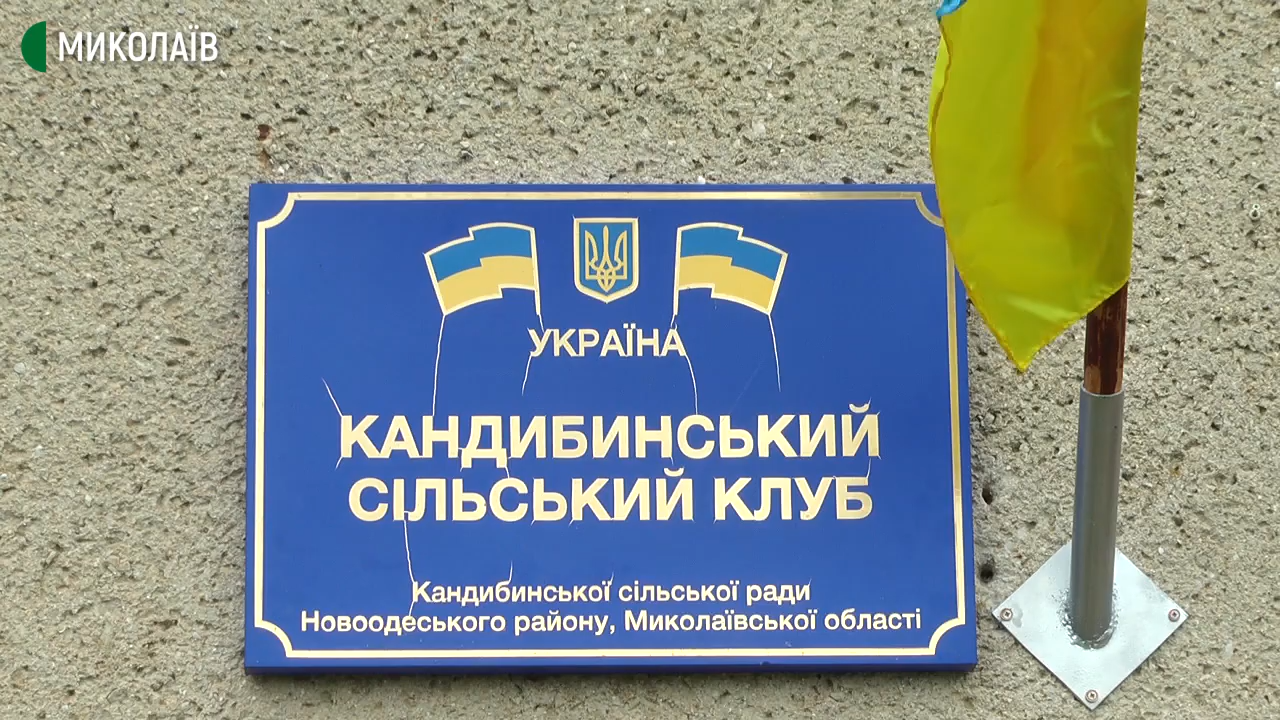 МИКОЛАЇВ
УКРАЇНА
КАНДИБИНСЬКИЙ
СІЛЬСЬКИЙ КЛУБ
Кандибинської сільської ради
Новоодеського району, Миколаївської області